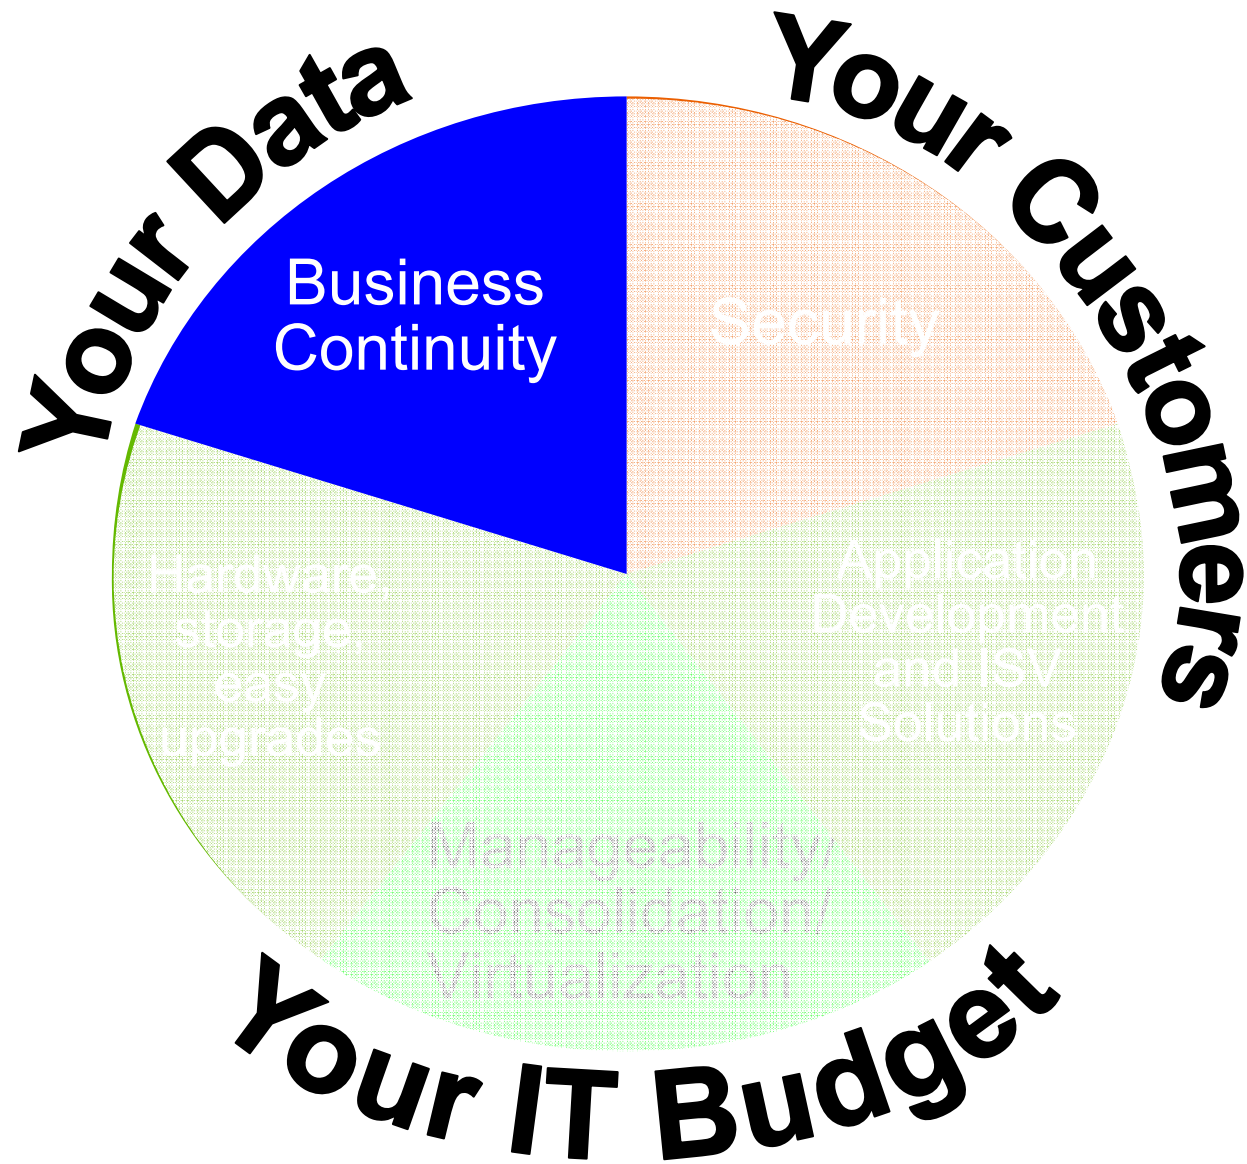 Your Data
Your Customers
Business
Continuity
Security
Hardware,
storage,
easy
upgrades
Application
Development
and ISV
Solutions
Manageability/
Consolidation/
Virtualization
Your IT Budget